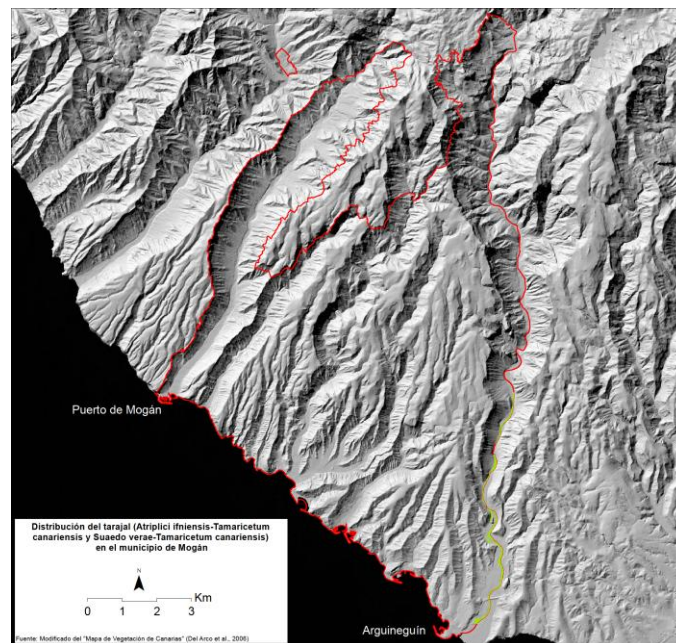 Puerto de Mogán
Distribución del tarajal (Atriplici ifniensis-Tamaricetum
canariensis y Suaedo verae-Tamaricetum canariensis)
en el municipio de Mogán
N
Km
0 1 2 3
Arguineguín
Fuente: Modificado del "Mapa de Vegetación de Canarias" (Del Arco et al., 2006)